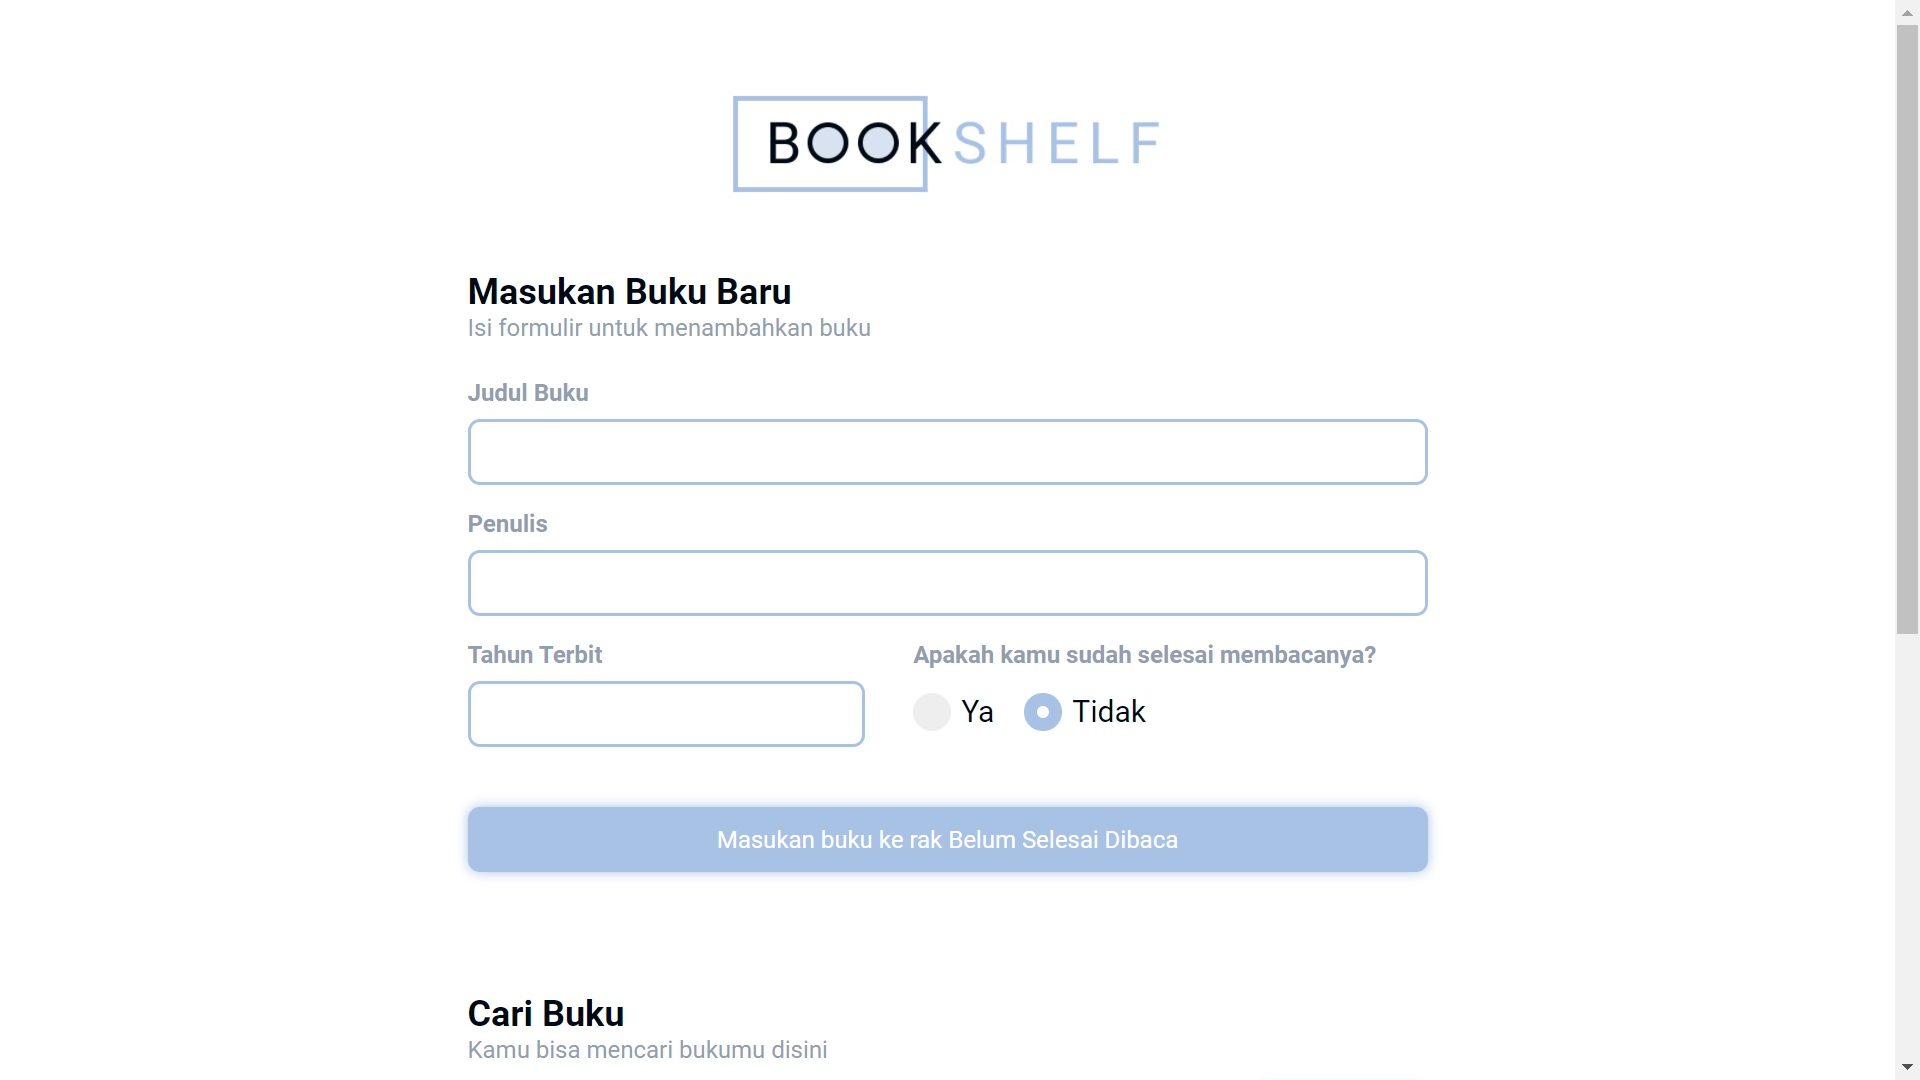 BOOKSHELF
Masukan Buku Baru
Isi formulir untuk menambahkan buku
Judul Buku
Penulis
Tahun Terbit
Apakah kamu sudah selesai membacanya?
Ya Tidak
Masukan buku ke rak Belum Selesai Dibaca
Cari Buku
Kamu bisa mencari bukumu disini